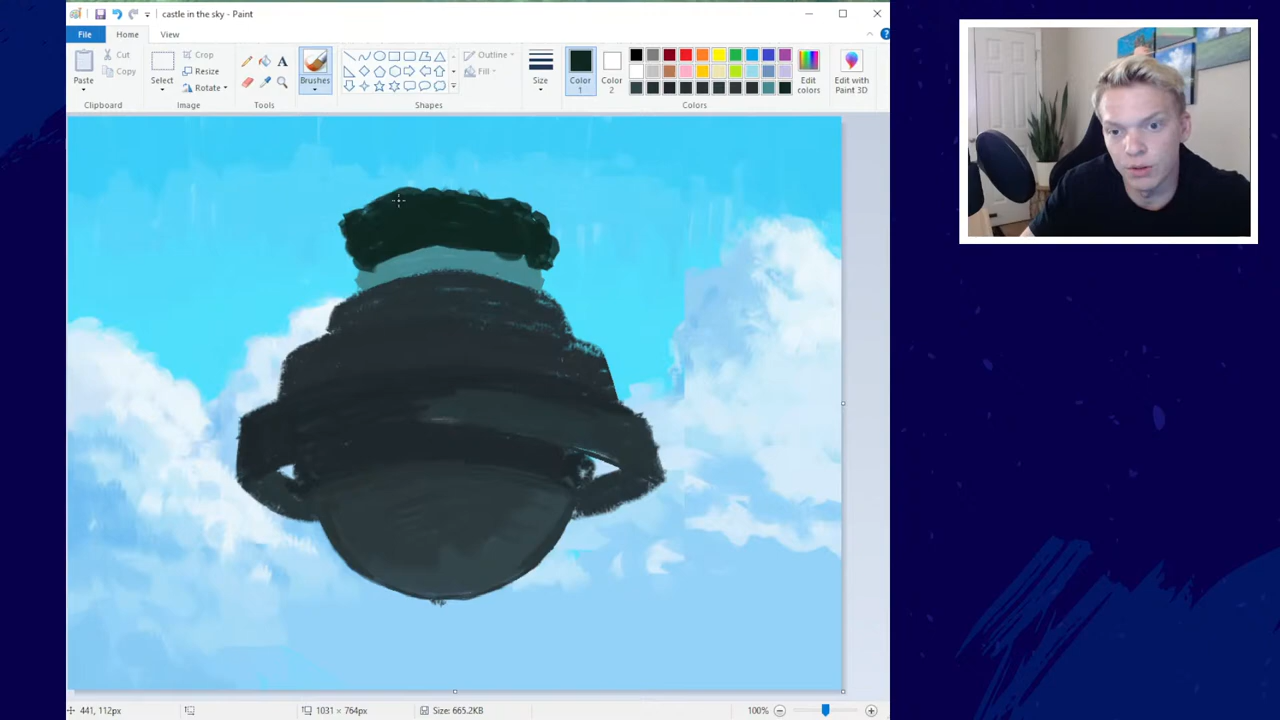 castle in the sky - Paint
File
Home
View
Paste
Cut
Copy
Clipboard
Select
Crop
Resize
Rotate
Image
A
Tools
Brushes
Outline
Fill
Shapes
Size
Color
1
Color
2
Edit
colors
Colors
Edit with
Paint 3D
441, 112px
1031 × 764px
Size: 665.2KB
100%